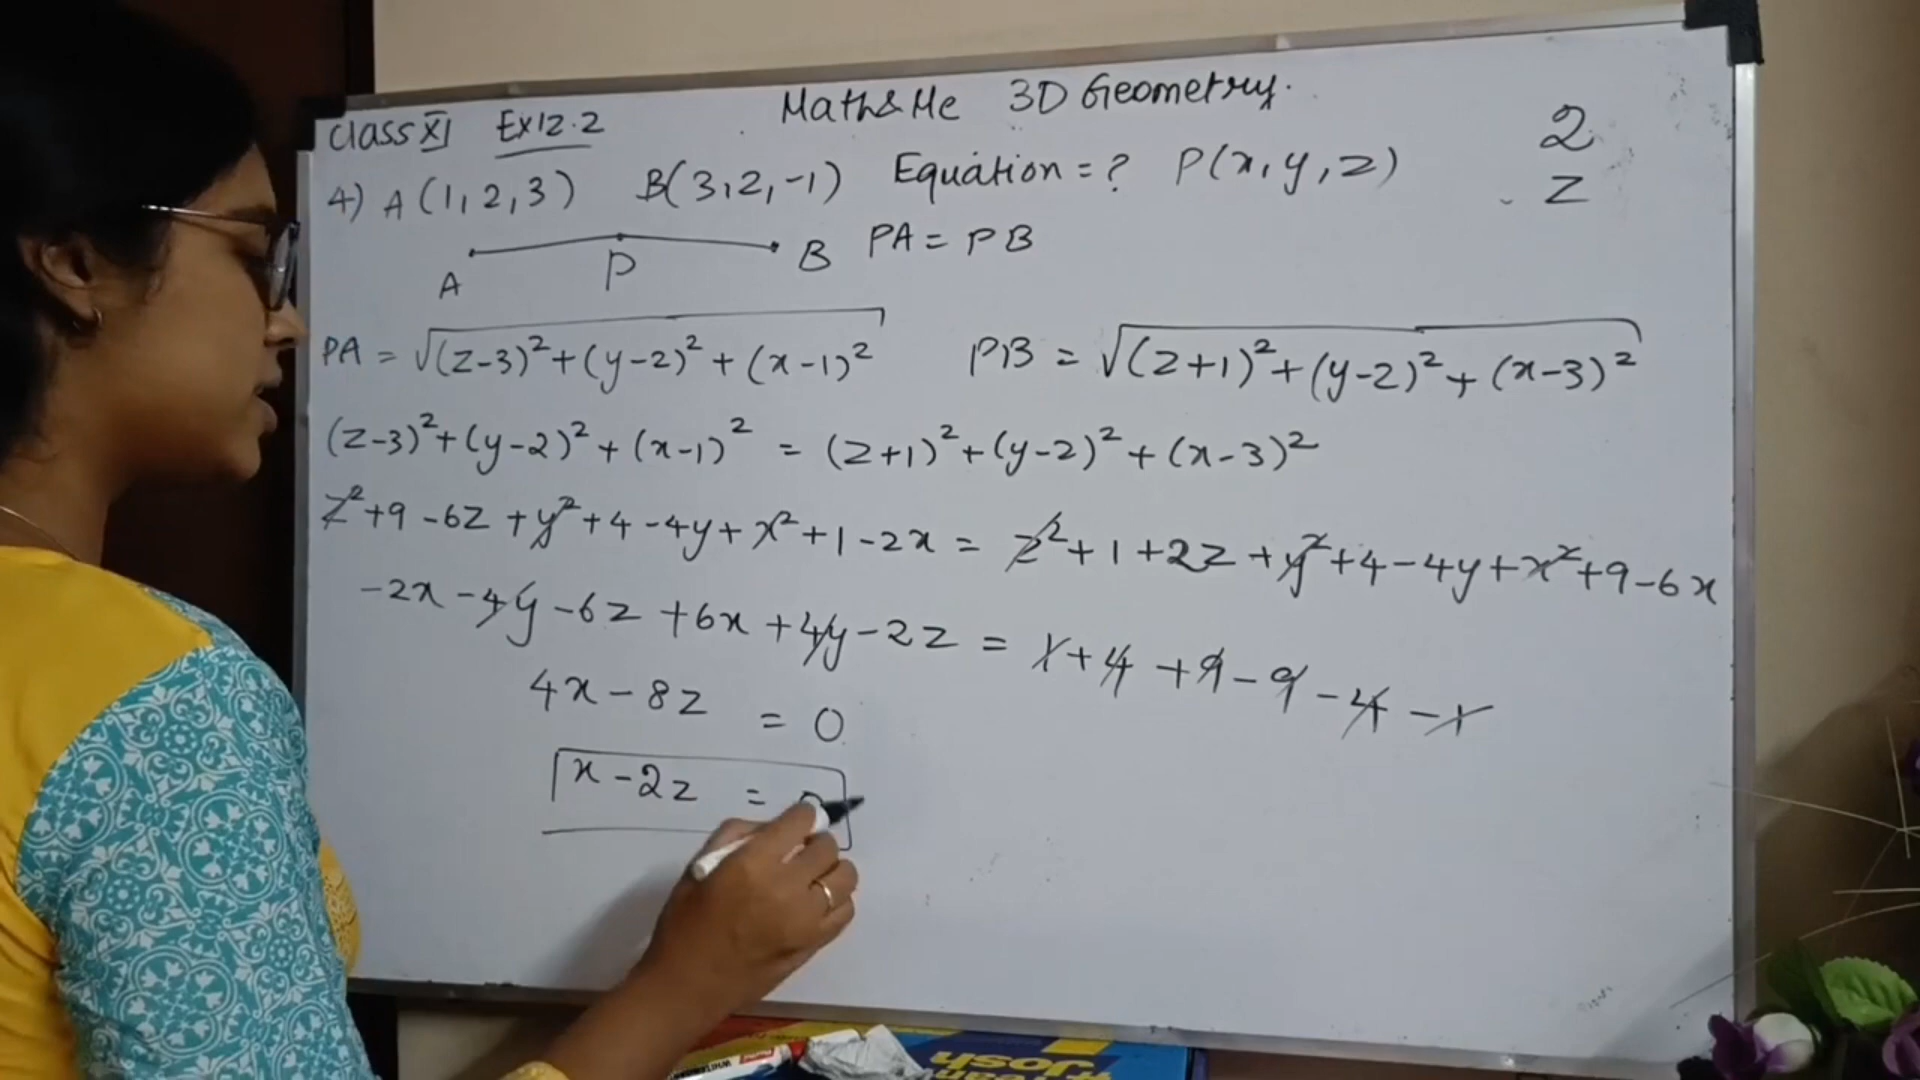 Math&Me 3D Geometry.
Class XI Ex12.2
4) A(1,2,3) B(3,2,-1) Equation = ? P(x,y,z)
2
z
A P B PA = PB
PA = √(z-3)²+(y-2)²+(x-1)² PB = √(z+1)²+(y-2)²+(x-3)²
(z-3)²+(y-2)²+(x-1)² = (z+1)²+(y-2)²+(x-3)²
z²+9-6z+y²+4-4y+x²+1-2x = z²+1+2z+y²+4-4y+x²+9-6x
-2x-4y-6z+6x+4y-2z = 1+4+9-9-4-1
4x-8z = 0
x-2z =
Josh